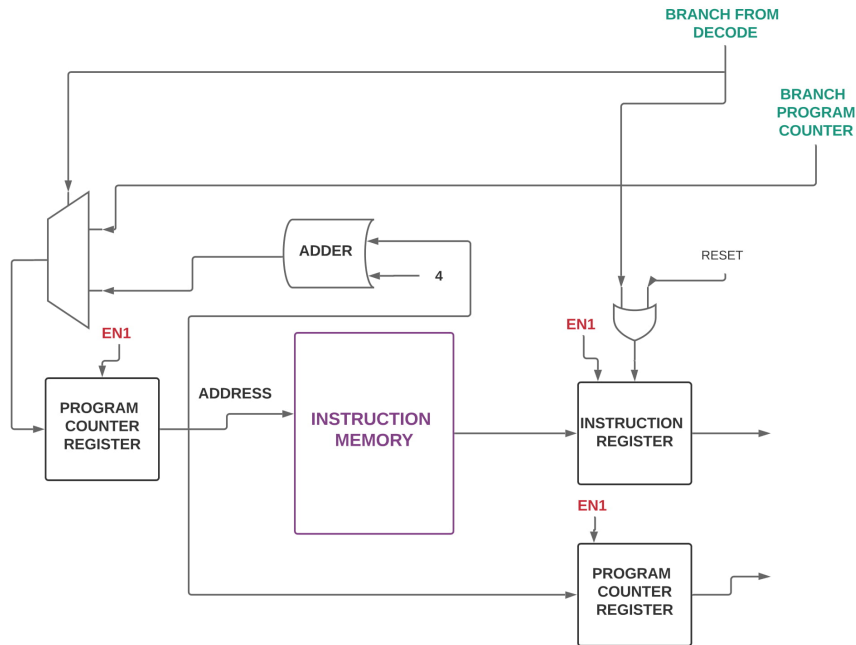 BRANCH FROM
DECODE
BRANCH
PROGRAM
COUNTER
ADDER
4
RESET
EN1
EN1
ADDRESS
PROGRAM
COUNTER
REGISTER
INSTRUCTION
MEMORY
INSTRUCTION
REGISTER
EN1
PROGRAM
COUNTER
REGISTER